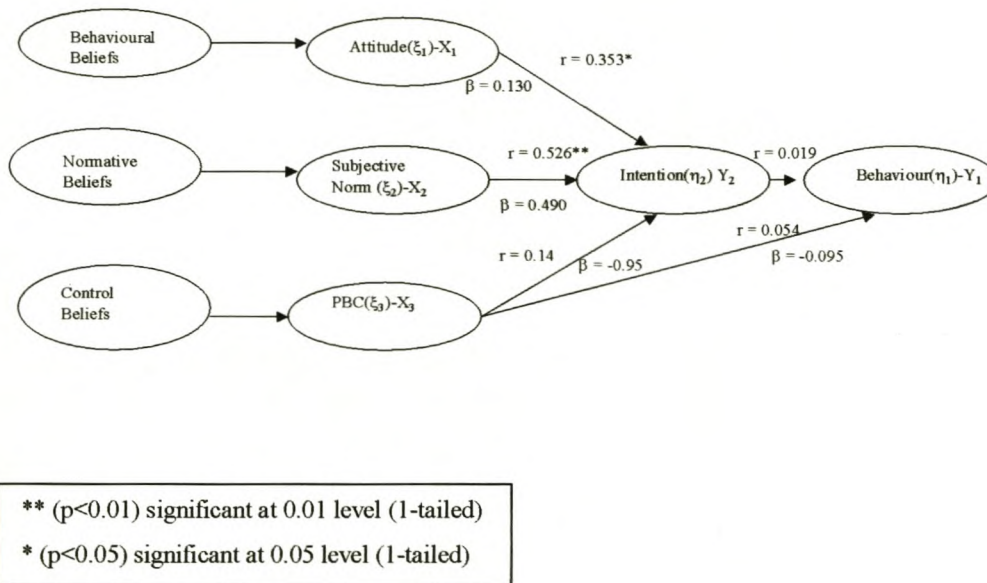 Behavioural
Beliefs
Attitude(ξ₁)-X₁
r = 0.353*
β = 0.130
Normative
Beliefs
Subjective
Norm (ξ₂)-X₂
r = 0.526**
β = 0.490
Intention(η₂) Y₂
r = 0.019
Behaviour(η₁)-Y₁
r = 0.14
β = -0.95
r = 0.054
β = -0.095
Control
Beliefs
PBC(ξ₃)-X₃
** (p<0.01) significant at 0.01 level (1-tailed)
* (p<0.05) significant at 0.05 level (1-tailed)